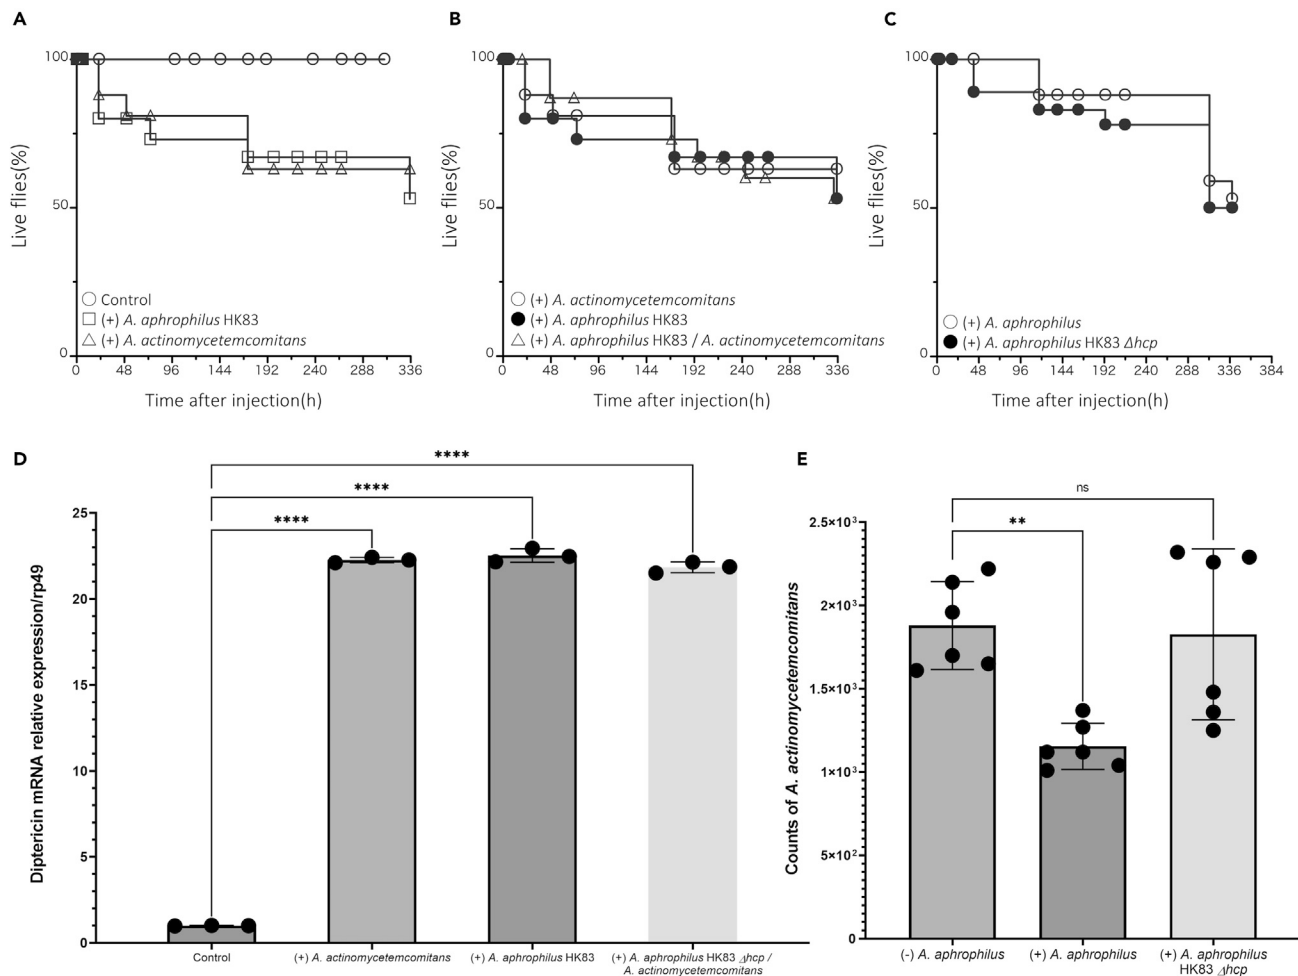 A
B
C
100
50
0
Live flies(%)
Control
(+) A. aphrophilus HK83
(+) A. actinomycetemcomitans
0 48 96 144 192 240 288 336
Time after injection(h)
100
50
0
Live flies(%)
(+) A. actinomycetemcomitans
(+) A. aphrophilus HK83
(+) A. aphrophilus HK83 / A. actinomycetemcomitans
0 48 96 144 192 240 288 336
Time after injection(h)
100
50
0
Live flies(%)
(+) A. aphrophilus
(+) A. aphrophilus HK83 Δhcp
0 48 96 144 192 240 288 336 384
Time after injection(h)
D
****
****
****
25
20
15
10
5
0
Diptericin mRNA relative expression/rp49
Control
(+) A. actinomycetemcomitans
(+) A. aphrophilus HK83
(+) A. aphrophilus HK83 Δhcp /
A. actinomycetemcomitans
E
ns
**
2.5×10³
2×10³
1.5×10³
1×10³
5×10²
0
Counts of A. actinomycetemcomitans
(-) A. aphrophilus
(+) A. aphrophilus
(+) A. aphrophilus
HK83 Δhcp